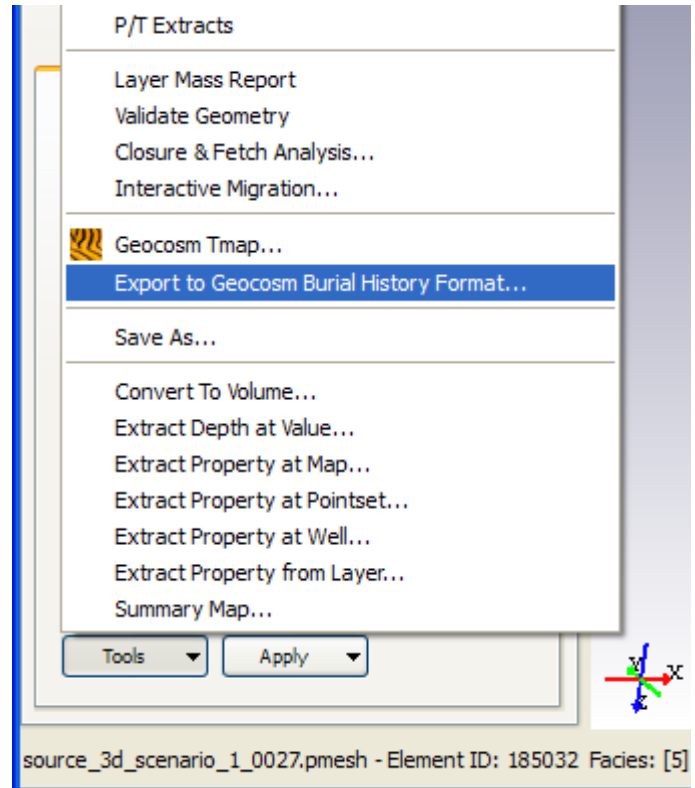 P/T Extracts
Layer Mass Report
Validate Geometry
Closure & Fetch Analysis...
Interactive Migration...
Geocosm Tmap...
Export to Geocosm Burial History Format...
Save As...
Convert To Volume...
Extract Depth at Value...
Extract Property at Map...
Extract Property at Pointset...
Extract Property at Well...
Extract Property from Layer...
Summary Map...
Tools Apply
Y X
Z
source_3d_scenario_1_0027.pmesh - Element ID: 185032 Facies: [5]